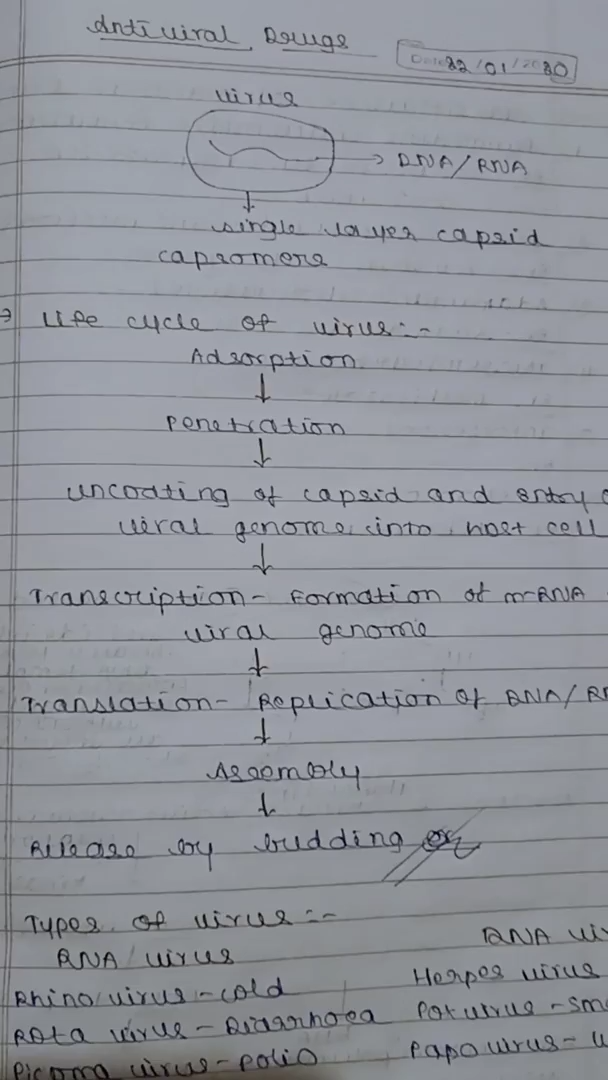 Antiviral Drugs
22/01/2020
virus
→ DNA/RNA
single layer capsid
capsomere
→ Life cycle of virus:-
Adsorption
↓
Penetration
↓
uncoating of capsid and entry
viral genome into host cell
↓
Transcription- Formation of m-RNA
viral genome
↓
Translation- Replication of DNA/
↓
Assembly
↓
Release by budding
Types of virus:-
RNA virus
Rhino virus - cold Herpes virus
Rota virus - Diarrhoea Pox virus -
Picorna virus - polio Papo virus -